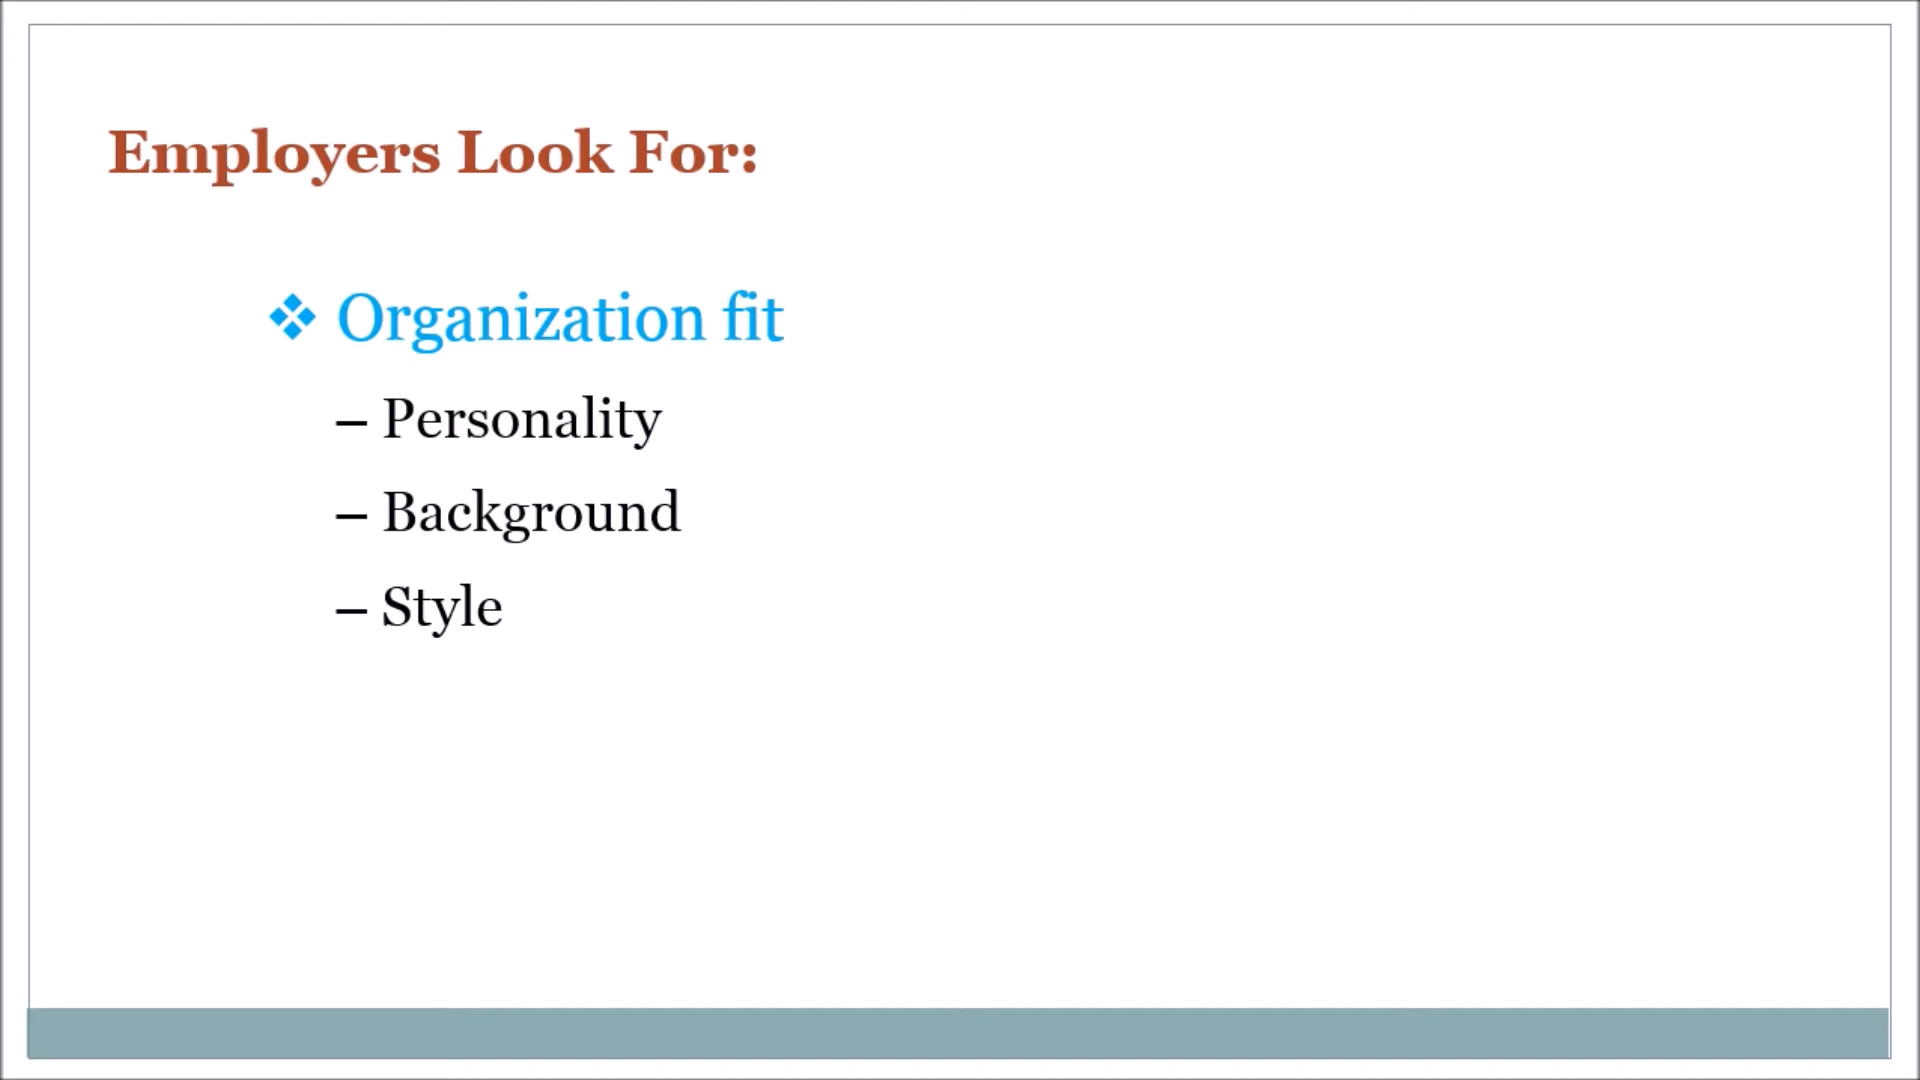 Employers Look For:
❖ Organization fit
– Personality
– Background
– Style